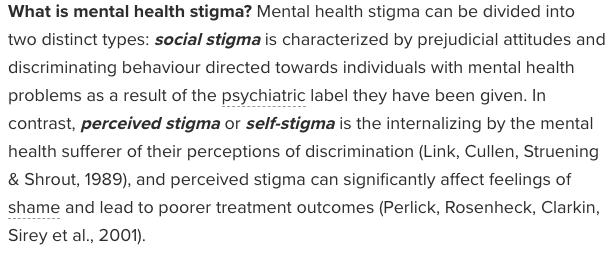 What is mental health stigma? Mental health stigma can be divided into
two distinct types: social stigma is characterized by prejudicial attitudes and
discriminating behaviour directed towards individuals with mental health
problems as a result of the psychiatric label they have been given. In
contrast, perceived stigma or self-stigma is the internalizing by the mental
health sufferer of their perceptions of discrimination (Link, Cullen, Struening
& Shrout, 1989), and perceived stigma can significantly affect feelings of
shame and lead to poorer treatment outcomes (Perlick, Rosenheck, Clarkin,
Sirey et al., 2001).